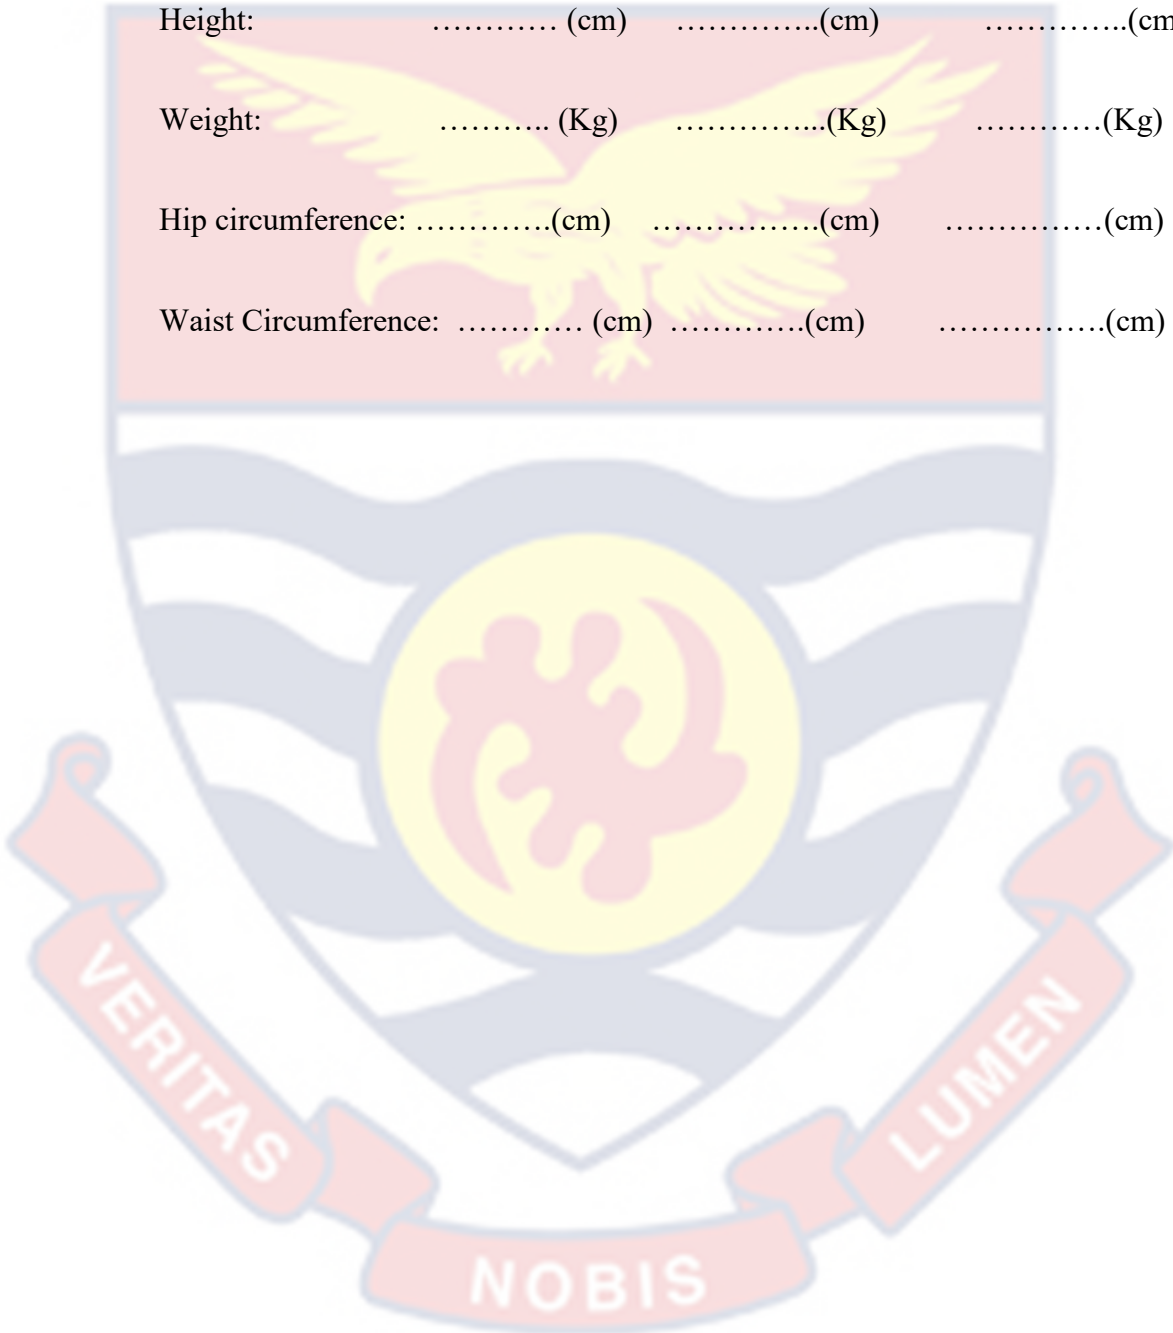 Height: ………… (cm) …………..(cm) …………..(cm
Weight: ……….. (Kg) …………...(Kg) …………(Kg)
Hip circumference: ………….(cm) …………….(cm) ……………(cm)
Waist Circumference: ………… (cm) ………….(cm) …………….(cm)
VERITAS
NOBIS
LUMEN